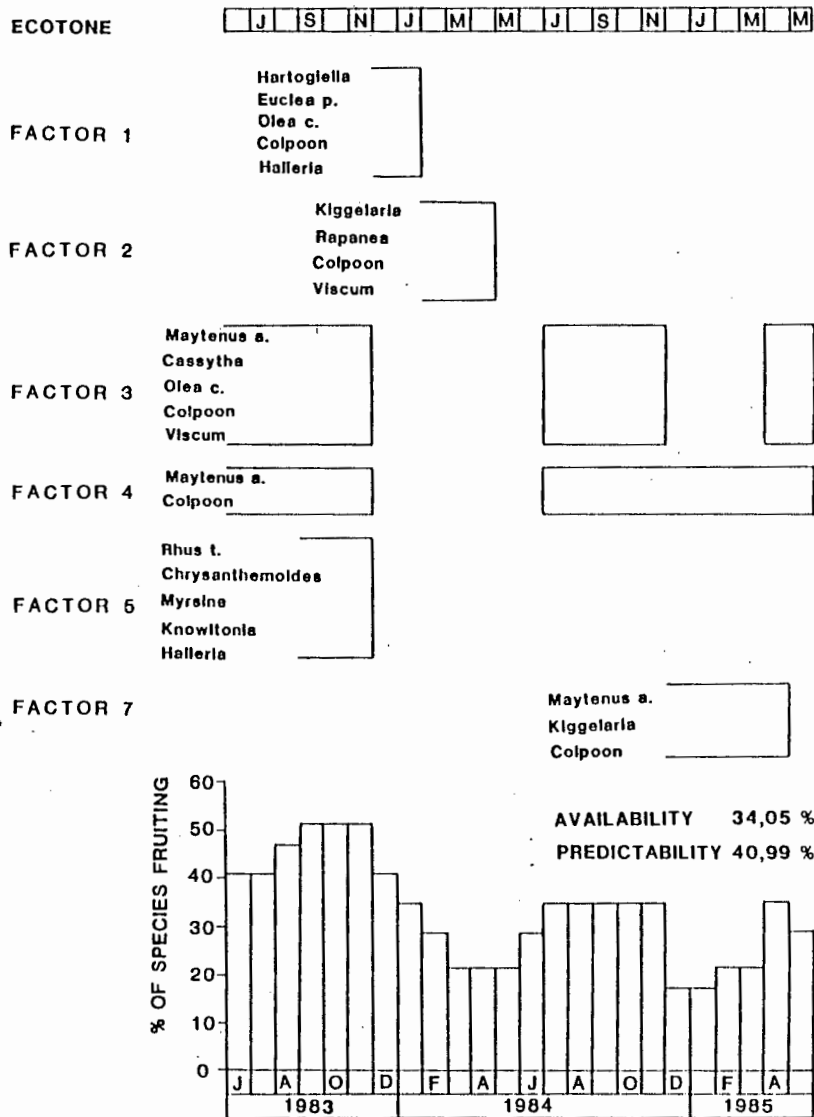 ECOTONE J S N J M M J S N J M M
FACTOR 1
Hartogiella
Euclea p.
Olea c.
Colpoon
Halleria
FACTOR 2
Kiggelaria
Rapanea
Colpoon
Viscum
FACTOR 3
Maytenus a.
Cassytha
Olea c.
Colpoon
Viscum
FACTOR 4
Maytenus a.
Colpoon
FACTOR 5
Rhus t.
Chrysanthemoides
Myrsine
Knowltonia
Halleria
FACTOR 7
Maytenus a.
Kiggelaria
Colpoon
% OF SPECIES FRUITING
60
50
40
30
20
10
0
AVAILABILITY 34,05 %
PREDICTABILITY 40,99 %
J A O D F A J A O D F A
1983 1984 1985